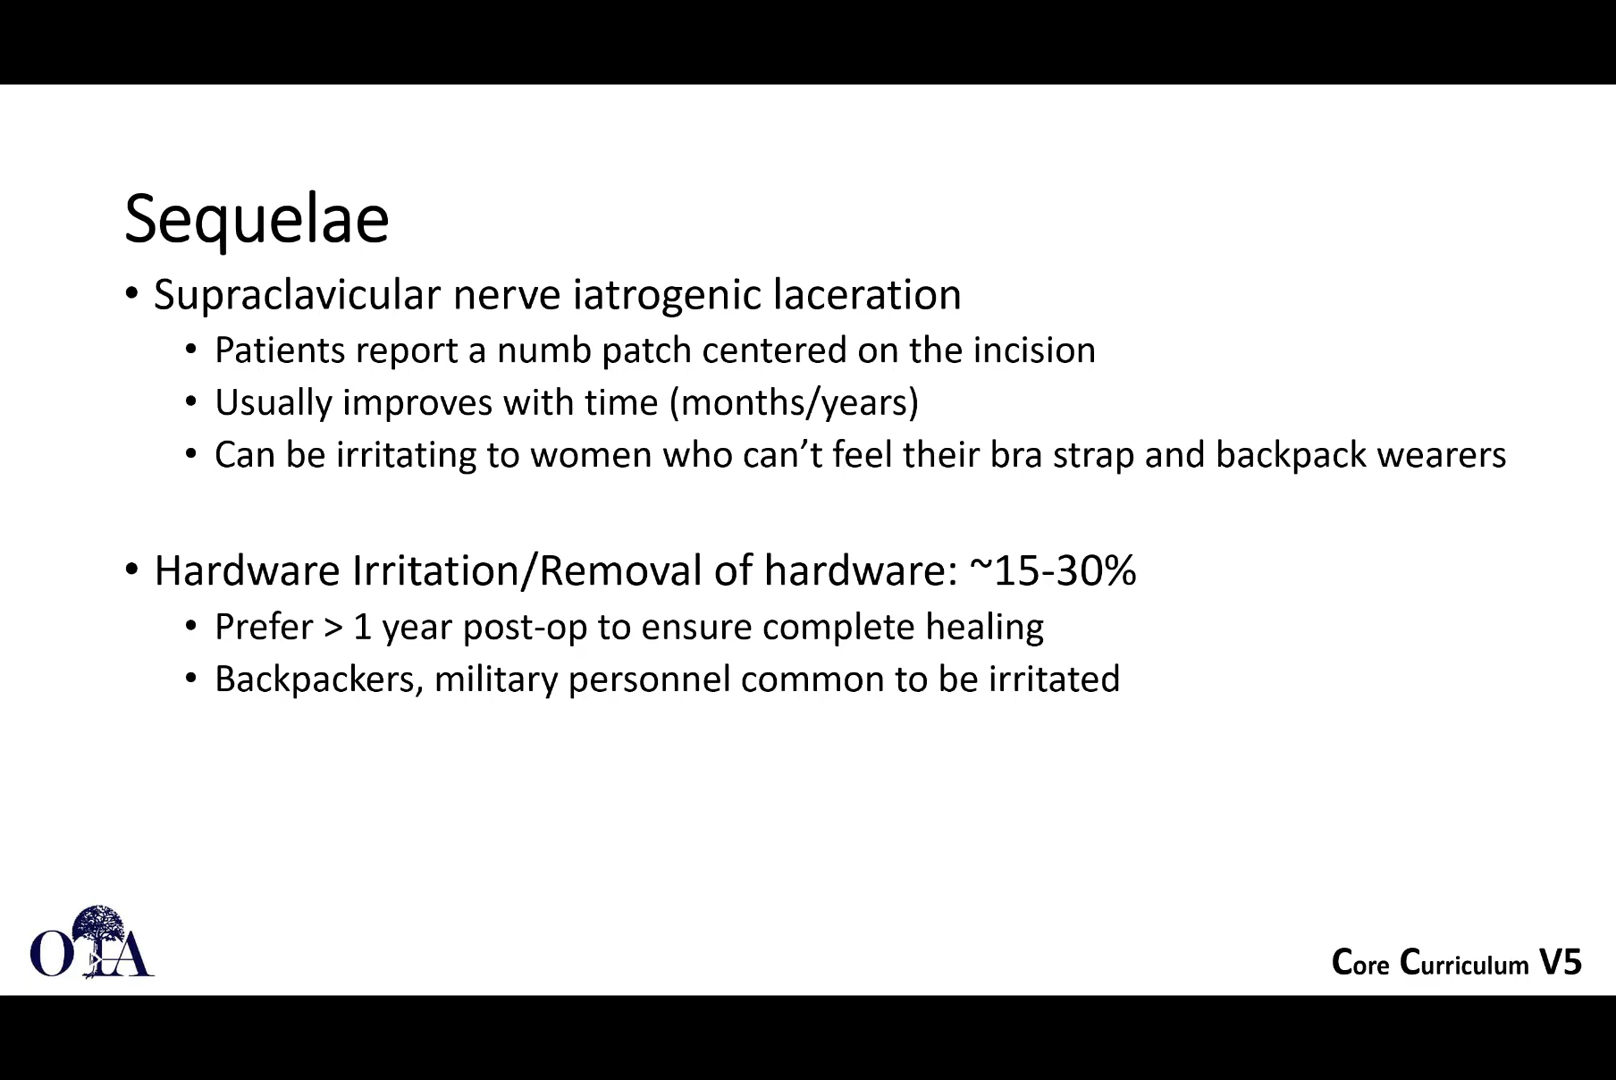 Sequelae
• Supraclavicular nerve iatrogenic laceration
• Patients report a numb patch centered on the incision
• Usually improves with time (months/years)
• Can be irritating to women who can’t feel their bra strap and backpack wearers
• Hardware Irritation/Removal of hardware: ~15-30%
• Prefer > 1 year post-op to ensure complete healing
• Backpackers, military personnel common to be irritated
OTA
Core Curriculum V5